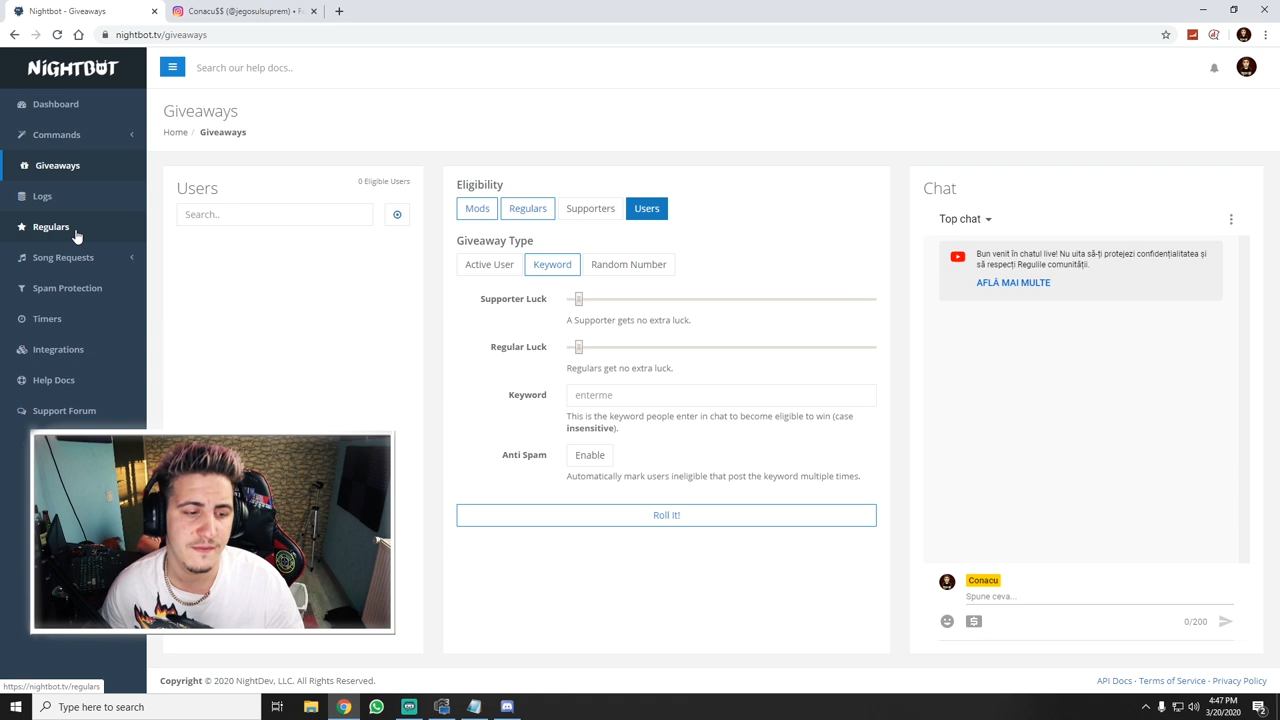 Nightbot - Giveaways
Conacu$$ (@jegosulsuprem) • F
nightbot.tv/giveaways
NIGHTBOT
Search our help docs..
Dashboard
Commands
Giveaways
Logs
Regulars
Song Requests
Spam Protection
Timers
Integrations
Help Docs
Support Forum
Giveaways
Home / Giveaways
Users
0 Eligible Users
Search..
Eligibility
Mods
Regulars
Supporters
Users
Giveaway Type
Active User
Keyword
Random Number
Supporter Luck
A Supporter gets no extra luck.
Regular Luck
Regulars get no extra luck.
Keyword
enterme
This is the keyword people enter in chat to become eligible to win (case
insensitive).
Anti Spam
Enable
Automatically mark users ineligible that post the keyword multiple times.
Roll It!
Chat
Top chat
Bun venit în chatul live! Nu uita să-ți protejezi confidențialitatea și
să respecți Regulile comunității.
AFLĂ MAI MULTE
Conacu
Spune ceva...
0/200
Copyright © 2020 NightDev, LLC. All Rights Reserved.
API Docs · Terms of Service · Privacy Policy
https://nightbot.tv/regulars
Type here to search
4:47 PM
3/20/2020
2